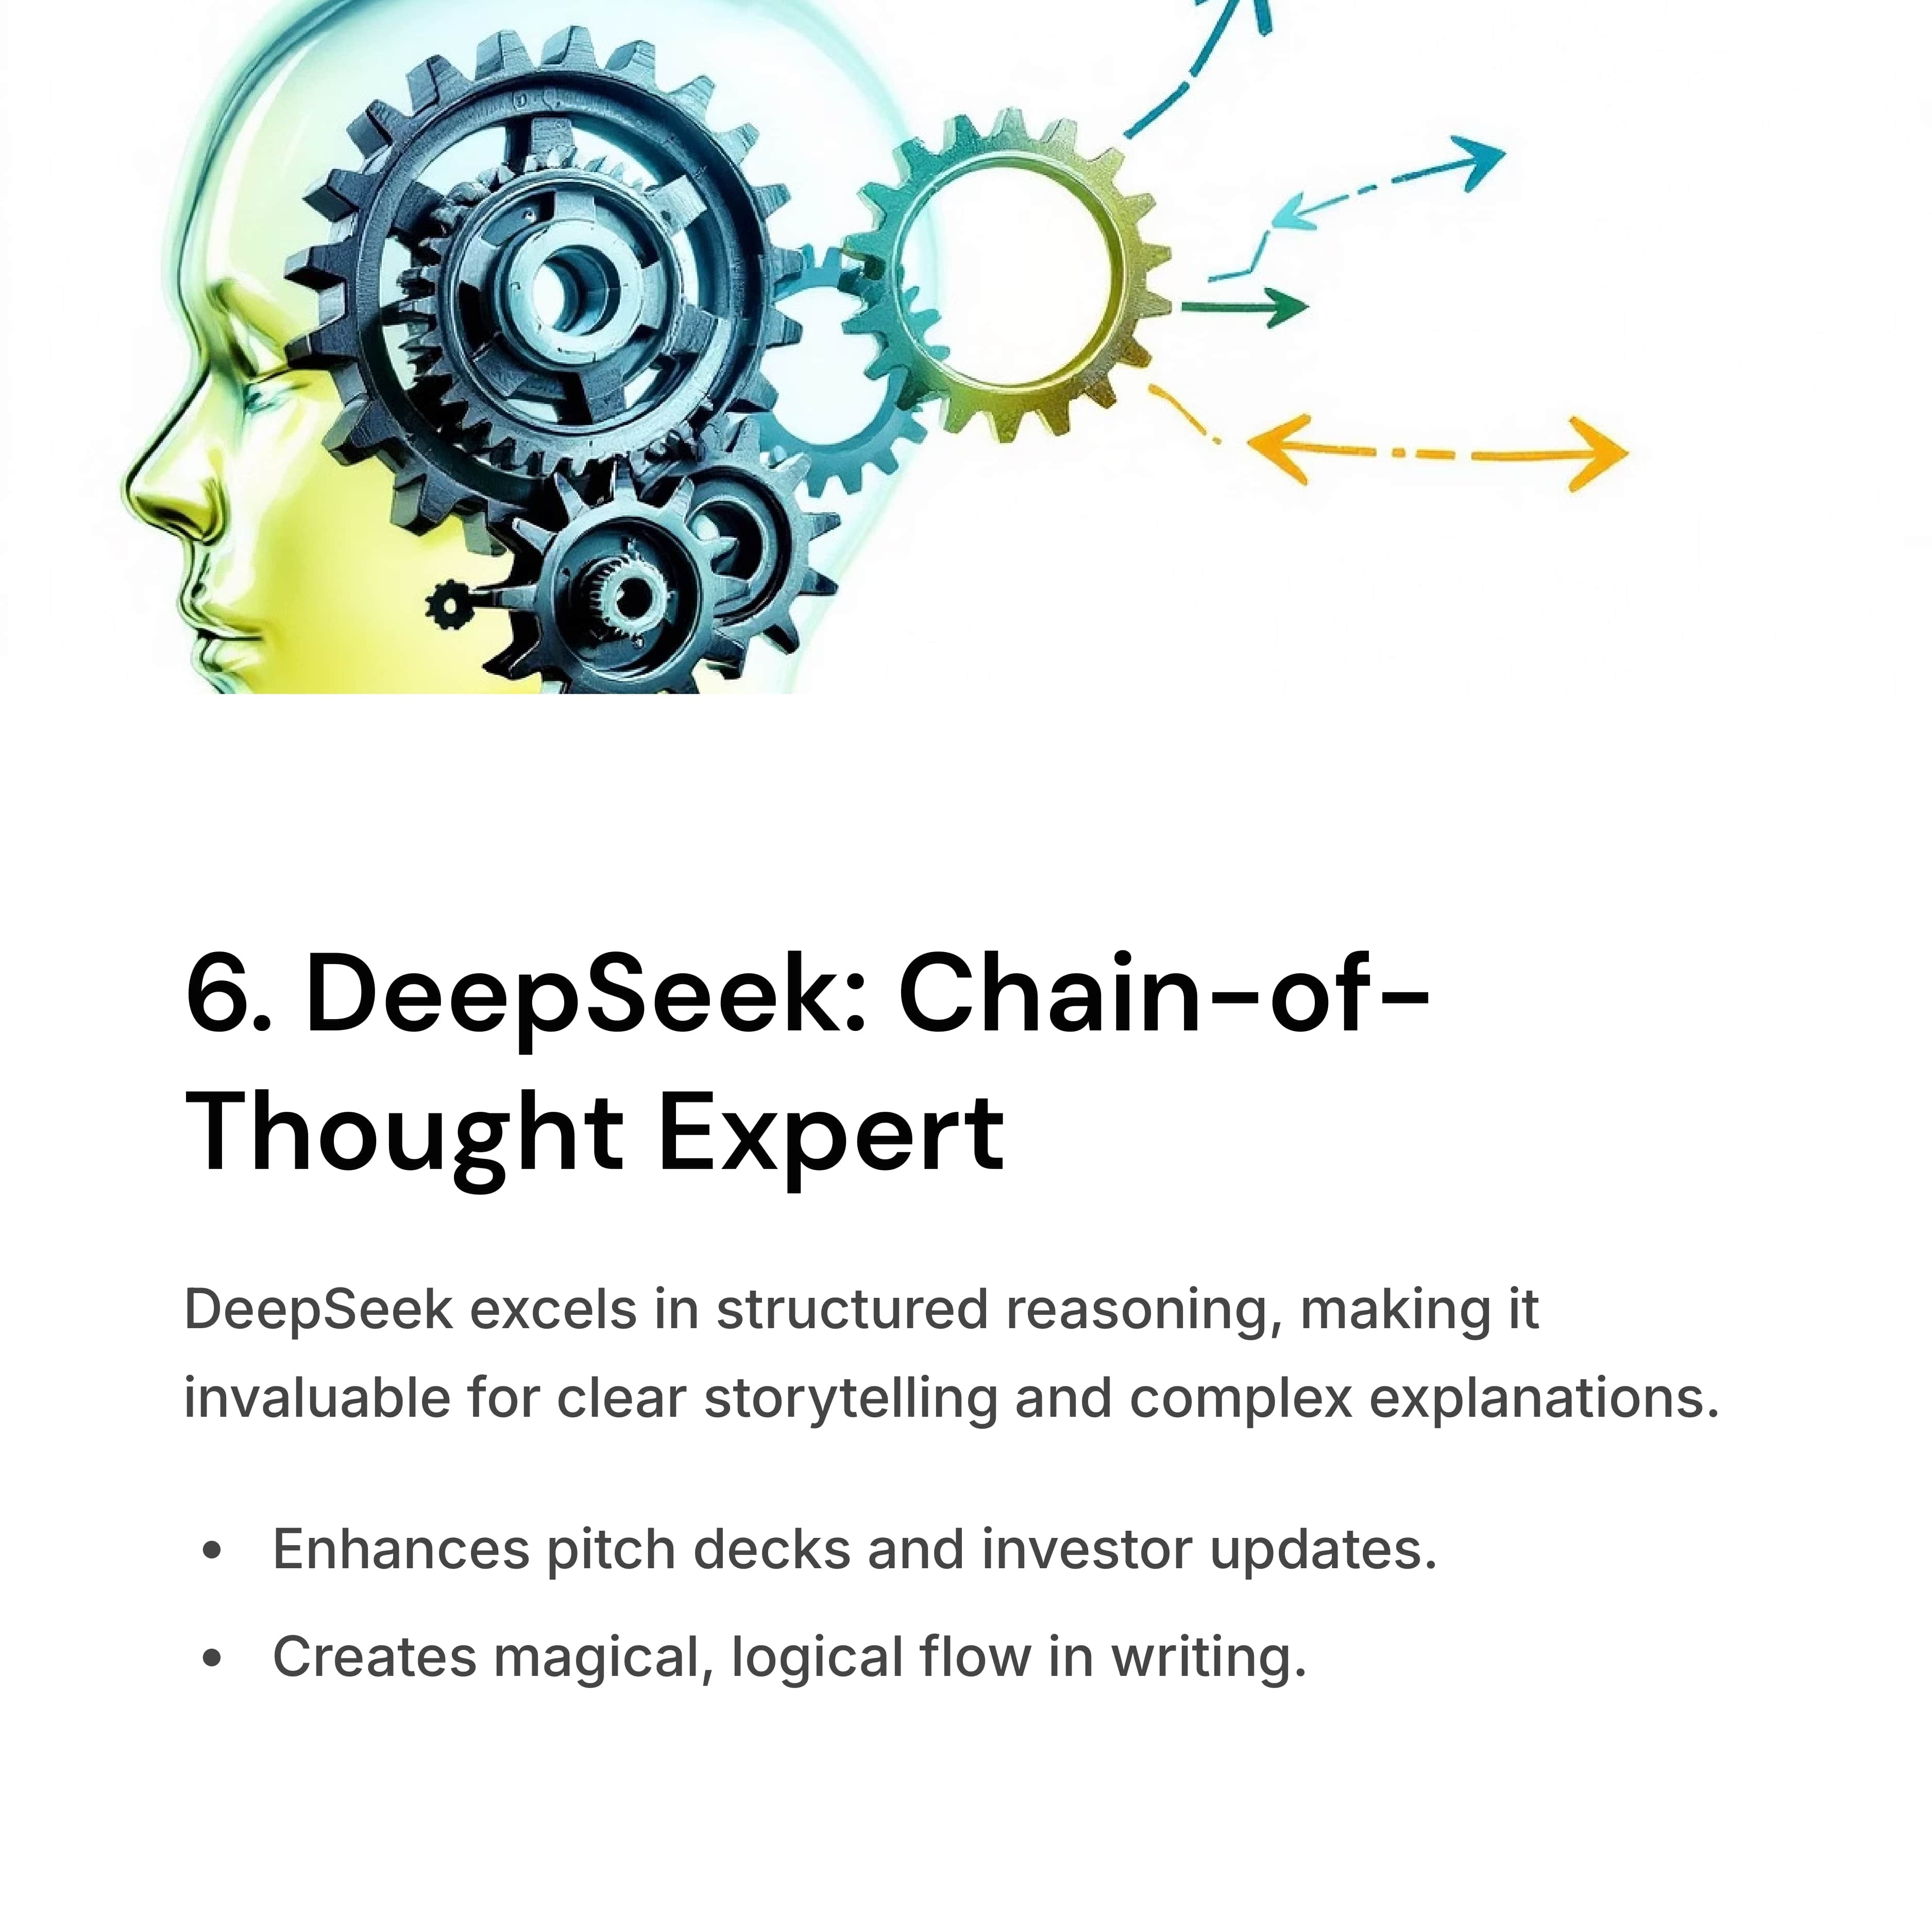 6. DeepSeek: Chain-of-
Thought Expert
DeepSeek excels in structured reasoning, making it
invaluable for clear storytelling and complex explanations.
• Enhances pitch decks and investor updates.
• Creates magical, logical flow in writing.